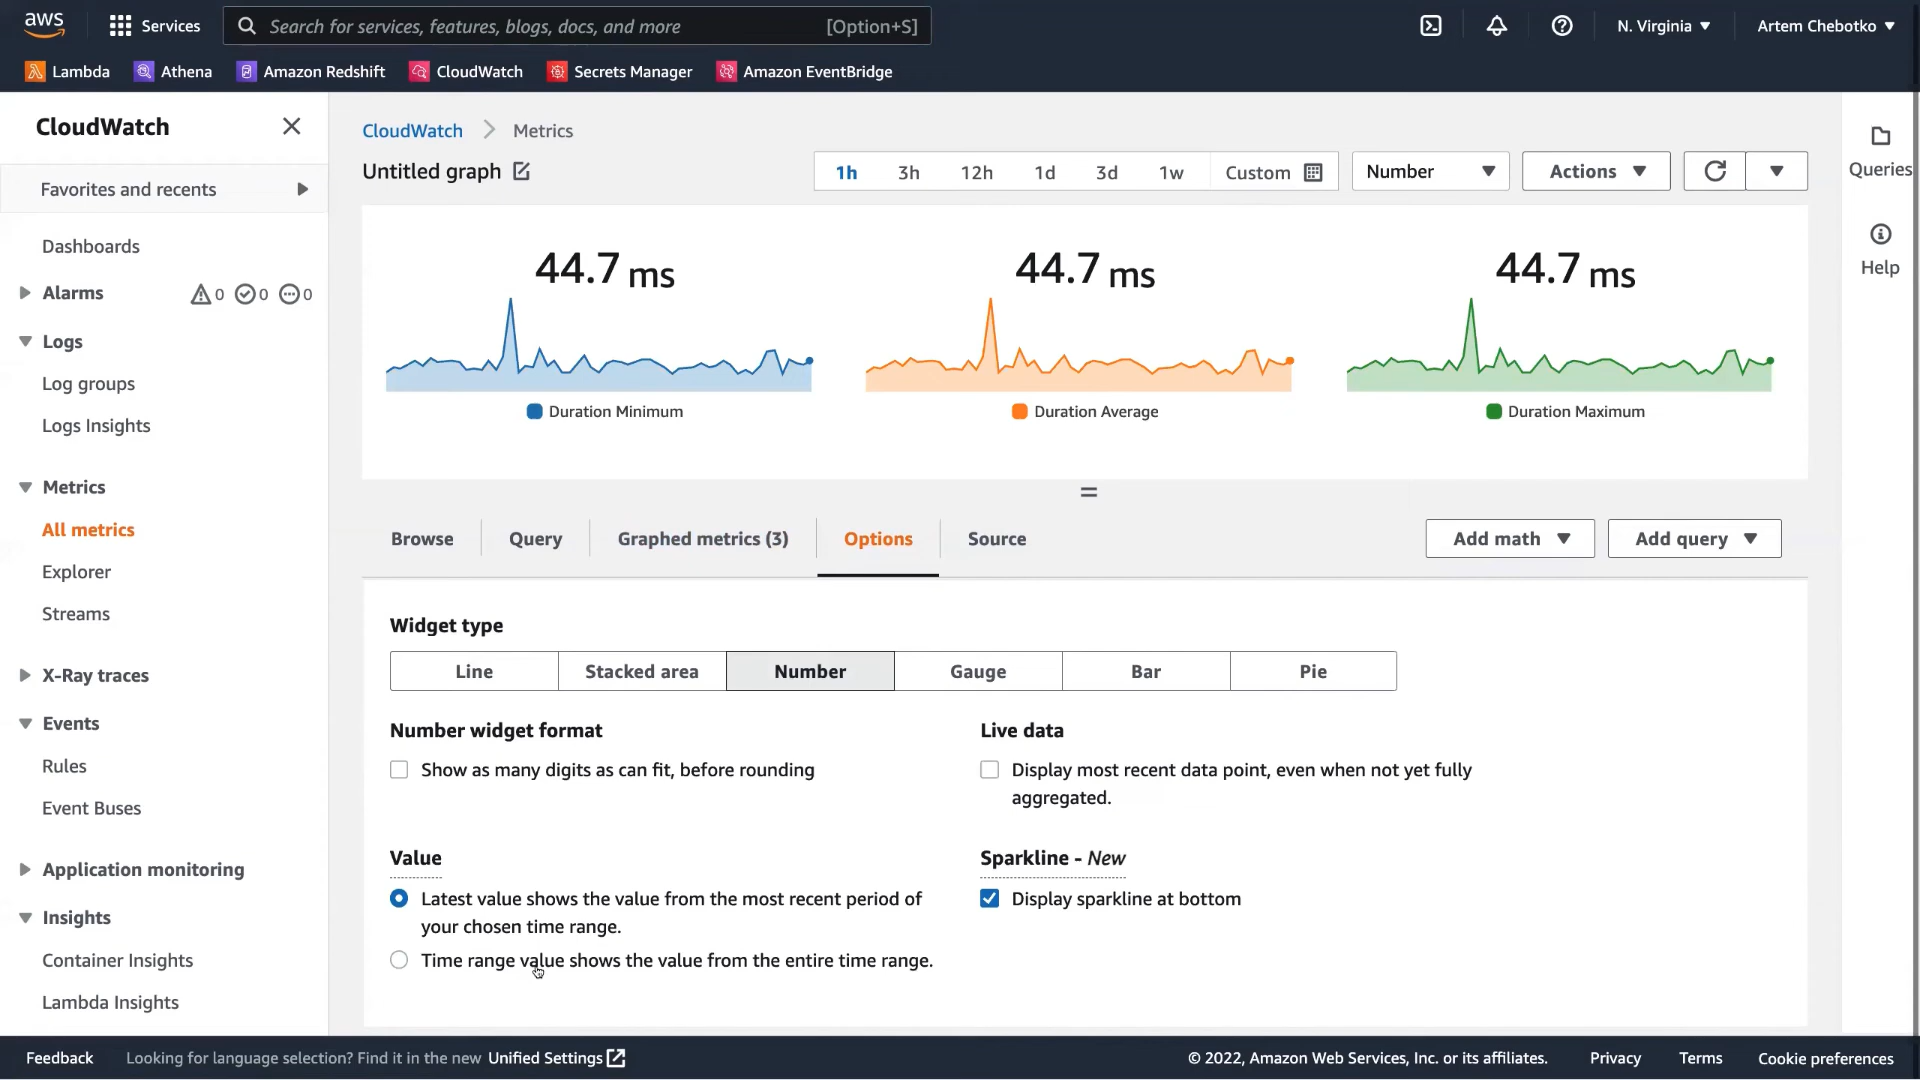 aws
Services
Search for services, features, blogs, docs, and more
[Option+S]
N. Virginia
Artem Chebotko
Lambda
Athena
Amazon Redshift
CloudWatch
Secrets Manager
Amazon EventBridge
CloudWatch
Favorites and recents
Dashboards
Alarms
0
0
0
Logs
Log groups
Logs Insights
Metrics
All metrics
Explorer
Streams
X-Ray traces
Events
Rules
Event Buses
Application monitoring
Insights
Container Insights
Lambda Insights
CloudWatch
Metrics
Untitled graph
1h
3h
12h
1d
3d
1w
Custom
Number
Actions
44.7 ms
Duration Minimum
44.7 ms
Duration Average
44.7 ms
Duration Maximum
Browse
Query
Graphed metrics (3)
Options
Source
Add math
Add query
Widget type
Line
Stacked area
Number
Gauge
Bar
Pie
Number widget format
Show as many digits as can fit, before rounding
Live data
Display most recent data point, even when not yet fully
aggregated.
Value
Latest value shows the value from the most recent period of
your chosen time range.
Time range value shows the value from the entire time range.
Sparkline - New
Display sparkline at bottom
Queries
Help
Feedback
Looking for language selection? Find it in the new Unified Settings
© 2022, Amazon Web Services, Inc. or its affiliates.
Privacy
Terms
Cookie preferences